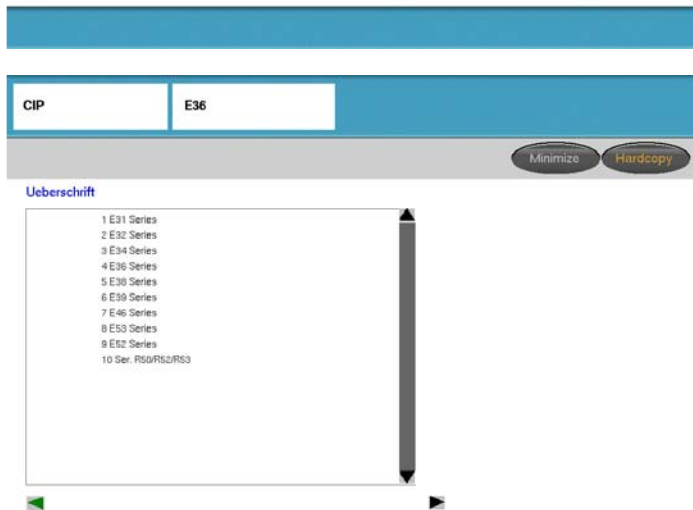 CIP E36
Minimize Hardcopy
Ueberschrift
1 E31 Series
2 E32 Series
3 E34 Series
4 E36 Series
5 E38 Series
6 E39 Series
7 E46 Series
8 E53 Series
9 E52 Series
10 Ser. R50/R52/R53